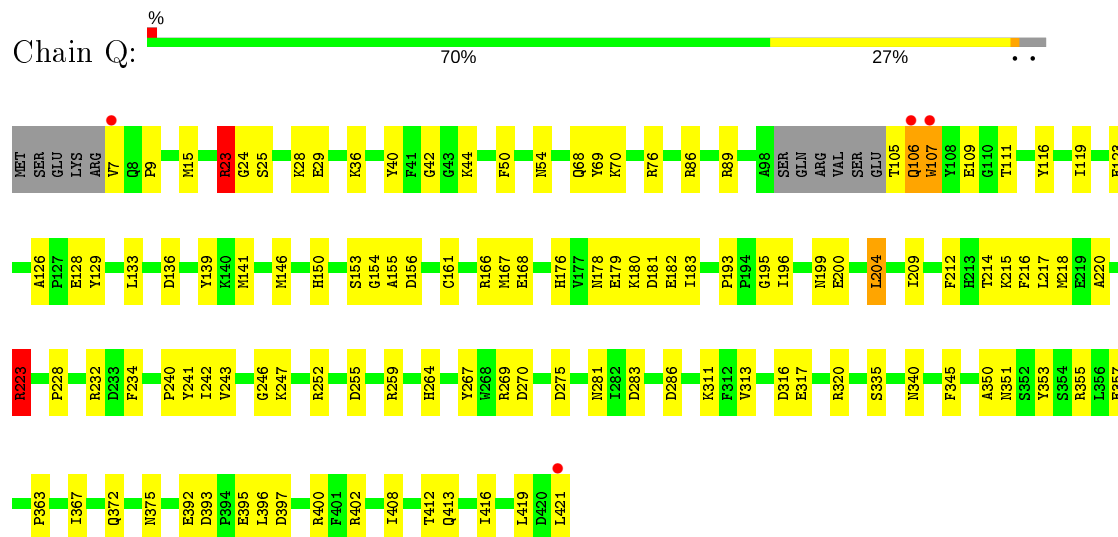 %
Chain Q:
70% 27% • •
MET SER GLU LYS ARG V7 Q8 P9 M15 R23 G24 S25 K28 E29 K36 Y40 F41 G42 G43 K44 F50 N54 Q68 Y69 K70 R76 R86 R89 A98 SER GLN ARG VAL SER GLU T105 Q106 W107 Y108 E109 G110 T111 Y116 I119
A126 P127 E128 Y129 L133 D136 Y139 K140 M141 M146 H150 S153 G154 A155 D156 C161 R166 M167 E168 H176 V177 N178 E179 K180 D181 E182 I183 P193 P194 G195 I196 N199 E200 L204 I209 F212 H213 T214 K215 F216 L217 M218 E219 A220
R223 P228 R232 D233 F234 P240 Y241 I242 V243 G246 K247 R252 D255 R259 H264 Y267 W268 R269 D270 D275 N281 I282 D283 D286 K311 F312 V313 D316 E317 R320 S335 N340 F345 A350 N351 S352 Y353 S354 R355 L356
P363 I367 Q372 N375 E392 D393 P394 E395 L396 D397 R400 F401 R402 I408 T412 Q413 I416 L419 D420 L421